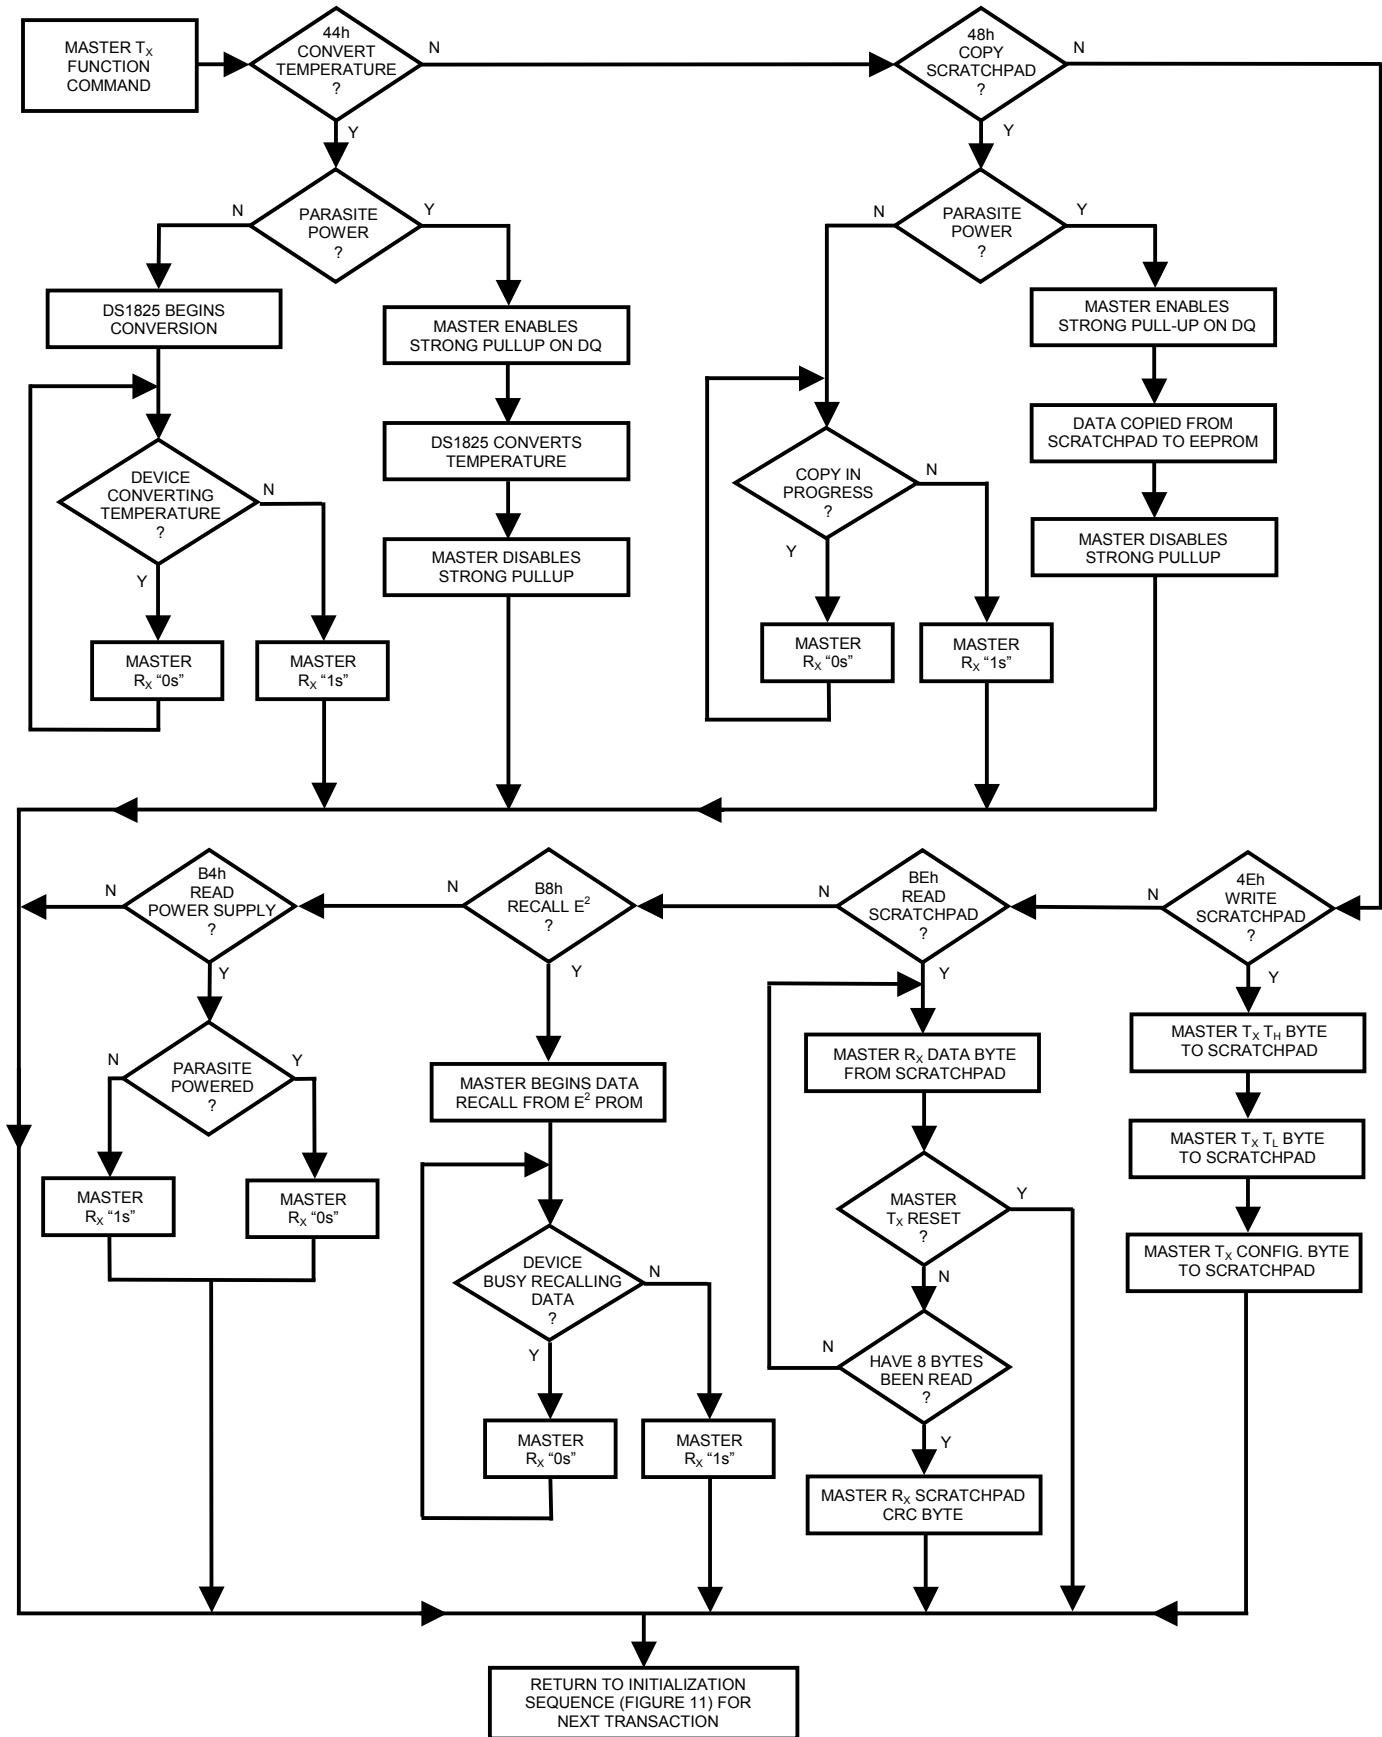 MASTER TX
FUNCTION
COMMAND
44h
CONVERT
TEMPERATURE
?
N
Y
48h
COPY
SCRATCHPAD
?
N
Y
PARASITE
POWER
?
N
Y
DS1825 BEGINS
CONVERSION
DEVICE
CONVERTING
TEMPERATURE
?
N
Y
MASTER
RX “0s”
MASTER
RX “1s”
MASTER ENABLES
STRONG PULLUP ON DQ
DS1825 CONVERTS
TEMPERATURE
MASTER DISABLES
STRONG PULLUP
PARASITE
POWER
?
N
Y
COPY IN
PROGRESS
?
N
Y
MASTER
RX “0s”
MASTER
RX “1s”
MASTER ENABLES
STRONG PULL-UP ON DQ
DATA COPIED FROM
SCRATCHPAD TO EEPROM
MASTER DISABLES
STRONG PULLUP
B4h
READ
POWER SUPPLY
?
N
Y
PARASITE
POWERED
?
N
Y
MASTER
RX “1s”
MASTER
RX “0s”
B8h
RECALL E2
?
N
Y
MASTER BEGINS DATA
RECALL FROM E2 PROM
DEVICE
BUSY RECALLING
DATA
?
N
Y
MASTER
RX “0s”
MASTER
RX “1s”
BEh
READ
SCRATCHPAD
?
N
Y
MASTER RX DATA BYTE
FROM SCRATCHPAD
MASTER
TX RESET
?
Y
N
HAVE 8 BYTES
BEEN READ
?
N
Y
MASTER RX SCRATCHPAD
CRC BYTE
4Eh
WRITE
SCRATCHPAD
?
N
Y
MASTER TX TH BYTE
TO SCRATCHPAD
MASTER TX TL BYTE
TO SCRATCHPAD
MASTER TX CONFIG. BYTE
TO SCRATCHPAD
RETURN TO INITIALIZATION
SEQUENCE (FIGURE 11) FOR
NEXT TRANSACTION